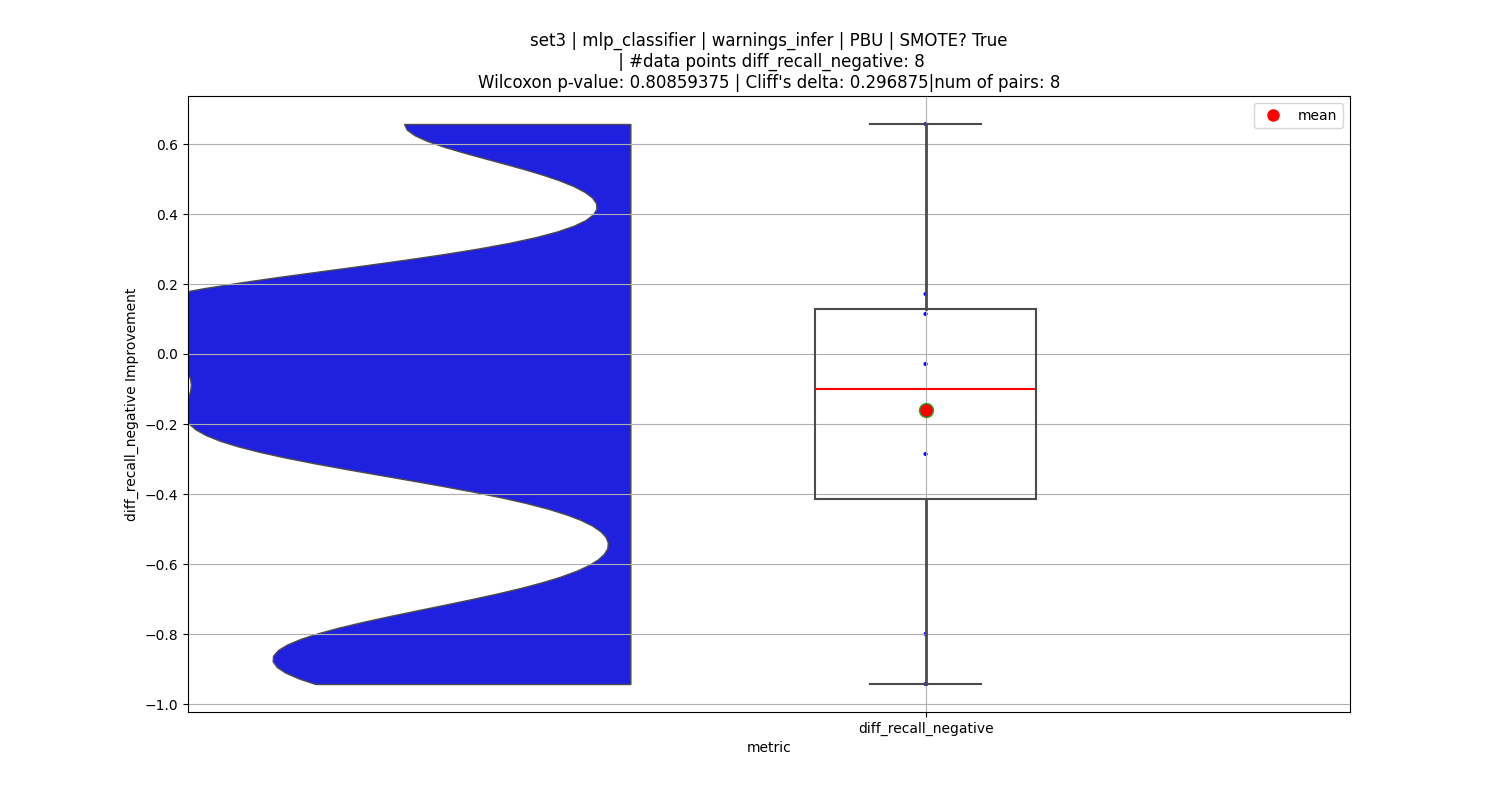 set3 | mlp_classifier | warnings_infer | PBU | SMOTE? True
| #data points diff_recall_negative: 8
Wilcoxon p-value: 0.80859375 | Cliff's delta: 0.296875|num of pairs: 8
mean
0.6
0.4
0.2
0.0
−0.2
−0.4
−0.6
−0.8
−1.0
diff_recall_negative Improvement
diff_recall_negative
metric